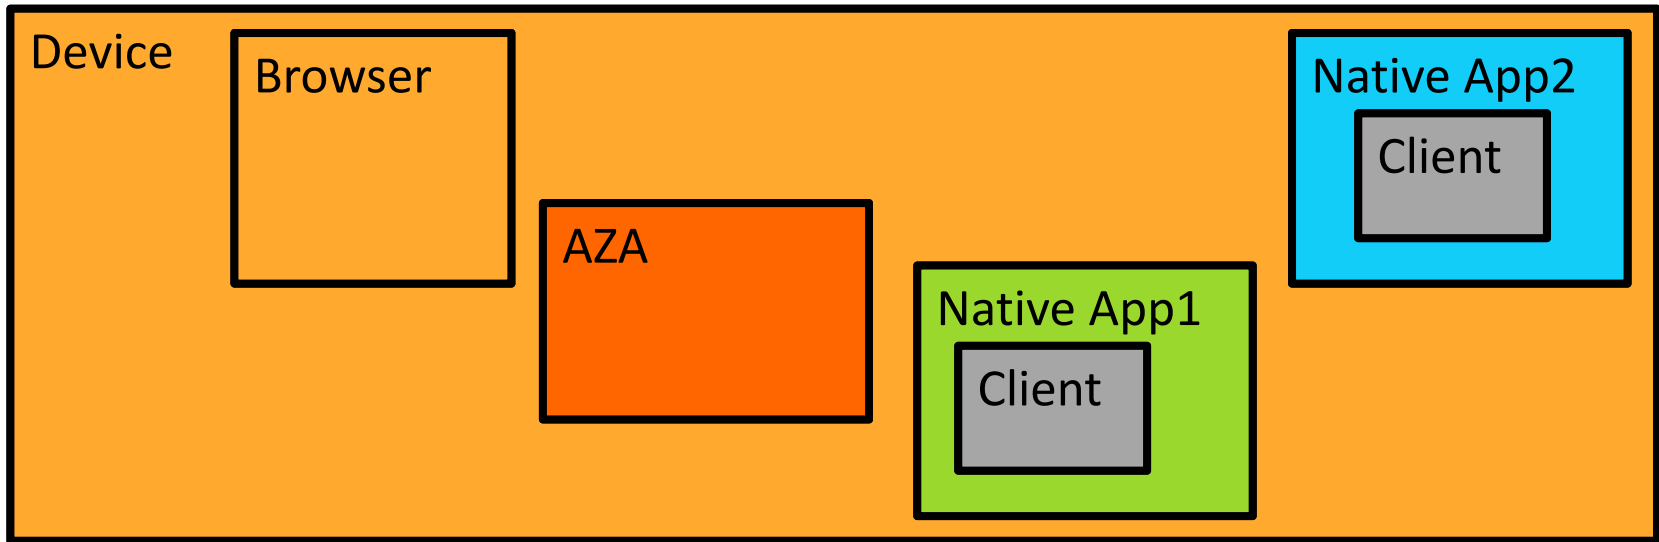 Device
Browser
AZA
Native App1
Client
Native App2
Client